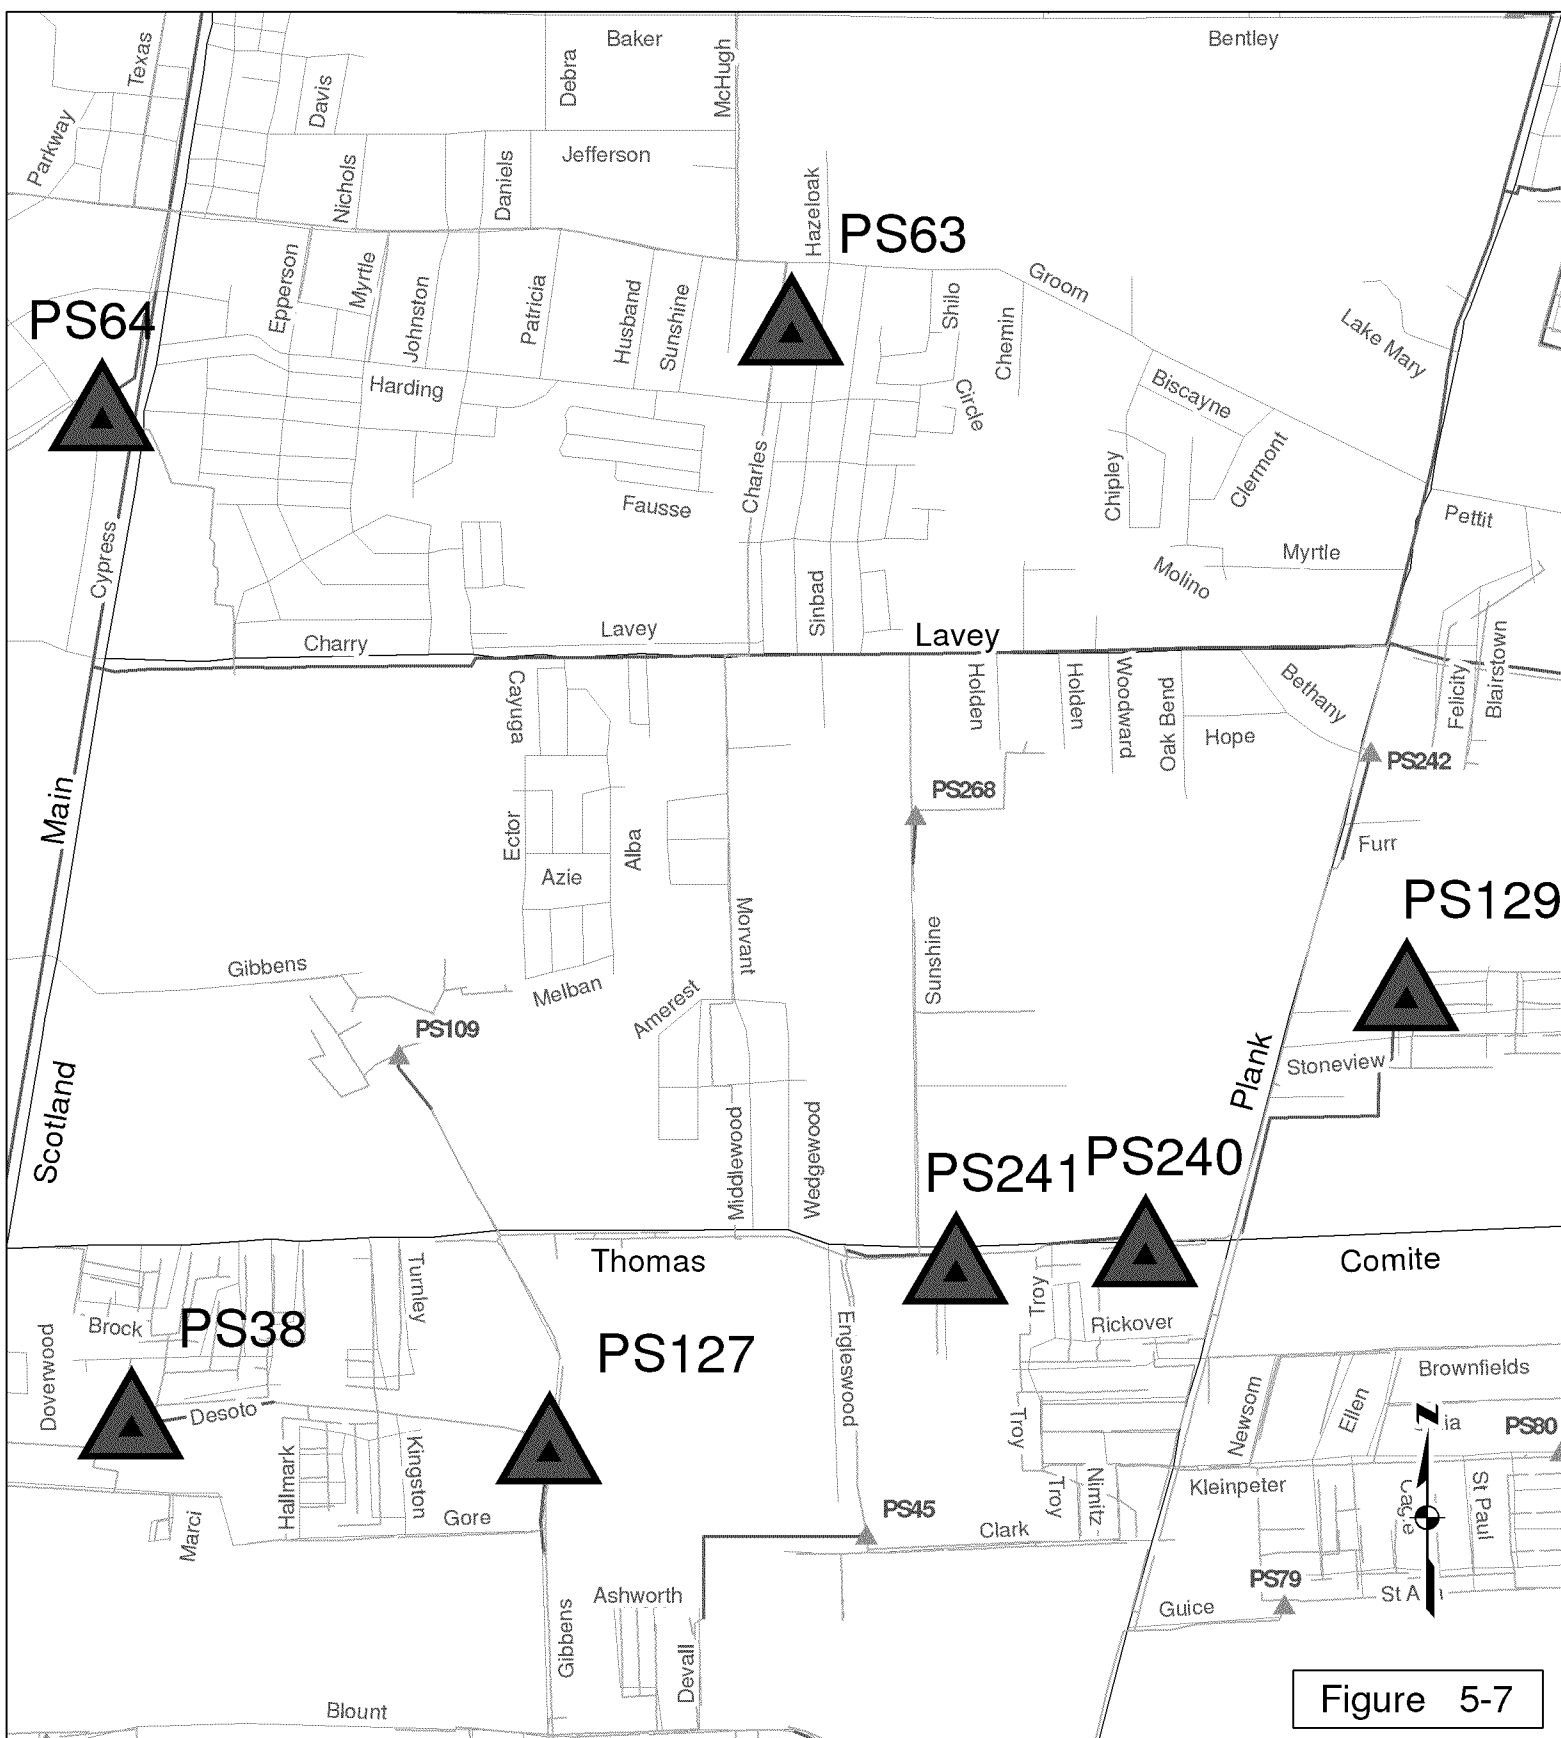 Baker
Bentley
Texas
Debra
McHugh
Davis
Parkway
Jefferson
Nichols
Daniels
Hazeloak
PS63
Epperson
Myrtle
Johnston
Patricia
Husband
Sunshine
Shilo
Groom
Chemin
Lake Mary
PS64
Harding
Circle
Biscayne
Charles
Chipley
Clermont
Fausse
Pettit
Cypress
Myrtle
Molino
Sinbad
Charry
Lavey
Lavey
Blairstown
Felicity
Cayuga
Holden
Holden
Woodward
Oak Bend
Bethany
Hope
PS242
PS268
Main
Ector
Alba
Furr
Azie
PS129
Morvant
Sunshine
Gibbens
Melban
Amerest
PS109
Plank
Stoneview
Scotland
Middlewood
Wedgewood
PS241
PS240
Thomas
Comite
Turnley
Troy
Brock
PS38
Rickover
Engleswood
PS127
Doverwood
Brownfields
Newsom
Ellen
Desoto
Troy
ia
PS80
Hallmark
Kingston
Troy
Nimitz
Kleinpeter
Z
St Paul
Gore
PS45
Clark
Marci
PS79
Ashworth
St A
Guice
Gibbens
Devall
Blount
Figure 5-7